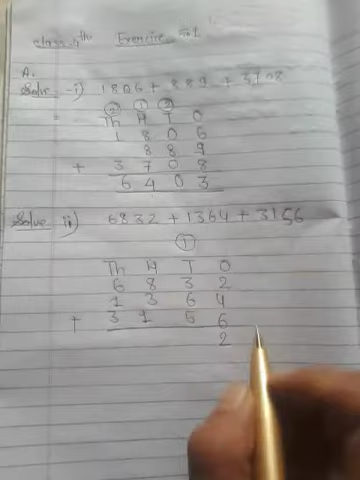 class 4th Exercise
A.
Solve - i) 1806 + 889 + 3708
= ② ① ②
Th H T O
1 8 0 6
8 8 9
+ 3 7 0 8
6 4 0 3
Solve ii) 6832 + 1364 + 3156
①
Th H T O
6 8 3 2
1 3 6 4
+ 3 1 5 6
2